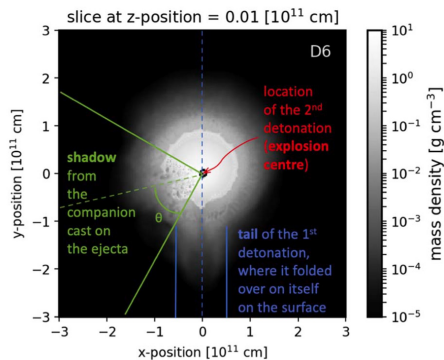 slice at z-position = 0.01 [10¹¹ cm]
D6
location
of the 2nd
detonation
(explosion
centre)
shadow
from
the
companion
cast on
the ejecta
θ
tail of the 1st
detonation,
where it folded
over on itself
on the surface
y-position [10¹¹ cm]
3
2
1
0
−1
−2
−3
−3 −2 −1 0 1 2 3
x-position [10¹¹ cm]
10¹
10⁰
10⁻¹
10⁻²
10⁻³
10⁻⁴
10⁻⁵
mass density [g cm⁻³]